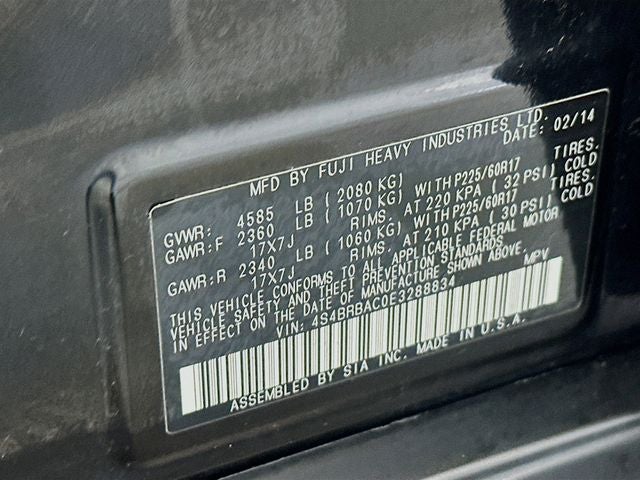 MFD BY FUJI HEAVY INDUSTRIES LTD.
DATE: 02/14
GVWR: 4585 LB ( 2080 KG)
GAWR:F 2360 LB ( 1070 KG) WITH P225/60R17 TIRES.
17X7J RIMS. AT 220 KPA ( 32 PSI) COLD
GAWR:R 2340 LB ( 1060 KG) WITH P225/60R17 TIRES.
17X7J RIMS. AT 210 KPA ( 30 PSI) COLD
THIS VEHICLE CONFORMS TO ALL APPLICABLE FEDERAL MOTOR
VEHICLE SAFETY AND THEFT PREVENTION STANDARDS
IN EFFECT ON THE DATE OF MANUFACTURE SHOWN ABOVE.
VIN: 4S4BRBAC0E3288834 MPV
ASSEMBLED BY SIA INC. MADE IN U.S.A.